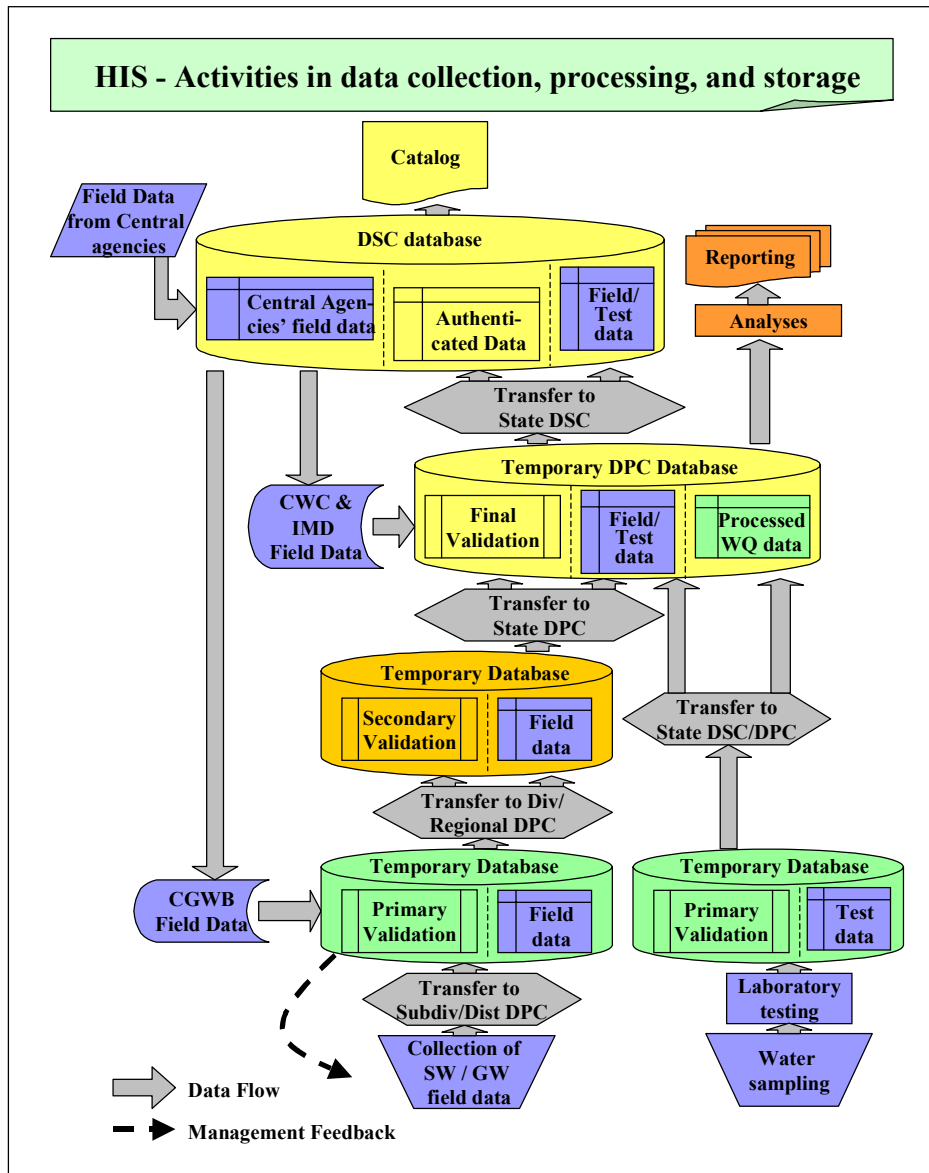 HIS - Activities in data collection, processing, and storage
Catalog
Field Data
from Central
agencies
DSC database
Central Agen-
cies' field data
Authenti-
cated Data
Field/
Test
data
Reporting
Analyses
Transfer to
State DSC
Temporary DPC Database
CWC &
IMD
Field Data
Final
Validation
Field/
Test
data
Processed
WQ data
Transfer to
State DPC
Temporary Database
Secondary
Validation
Field
data
Transfer to
State DSC/DPC
Transfer to Div/
Regional DPC
Temporary Database
CGWB
Field Data
Primary
Validation
Field
data
Temporary Database
Primary
Validation
Test
data
Transfer to
Subdiv/Dist DPC
Laboratory
testing
Collection of
SW / GW
field data
Water
sampling
Data Flow
Management Feedback